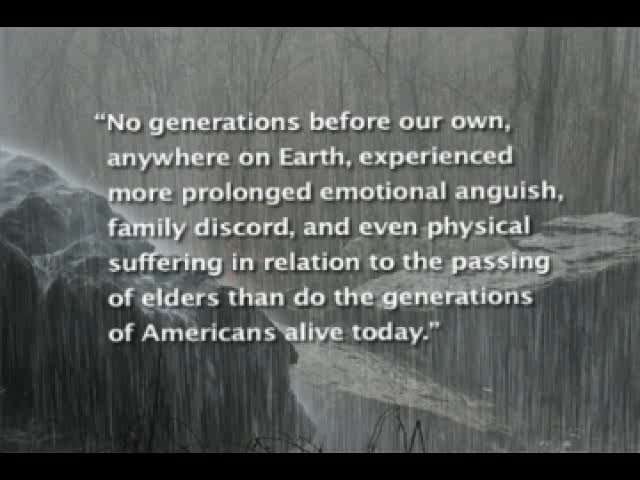 “No generations before our own,
anywhere on Earth, experienced
more prolonged emotional anguish,
family discord, and even physical
suffering in relation to the passing
of elders than do the generations
of Americans alive today.”